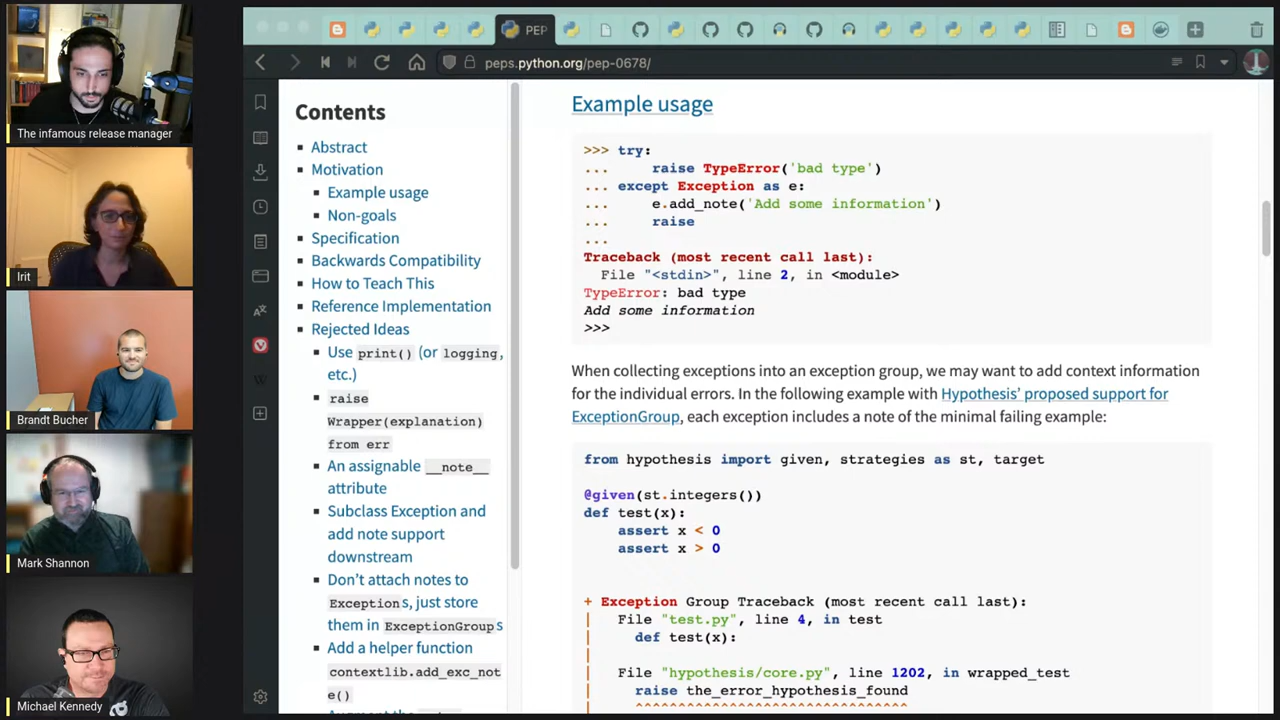 The infamous release manager
Irit
Brandt Bucher
Mark Shannon
Michael Kennedy
PEP
peps.python.org/pep-0678/
Contents
Abstract
Motivation
Example usage
Non-goals
Specification
Backwards Compatibility
How to Teach This
Reference Implementation
Rejected Ideas
Use print() (or logging,
etc.)
raise
Wrapper(explanation)
from err
An assignable __note__
attribute
Subclass Exception and
add note support
downstream
Don’t attach notes to
Exceptions, just store
them in ExceptionGroups
Add a helper function
contextlib.add_exc_not
e()
Example usage
>>> try:
...     raise TypeError('bad type')
... except Exception as e:
...     e.add_note('Add some information')
...     raise
...
Traceback (most recent call last):
  File "<stdin>", line 2, in <module>
TypeError: bad type
Add some information
>>>
When collecting exceptions into an exception group, we may want to add context information
for the individual errors. In the following example with Hypothesis’ proposed support for
ExceptionGroup, each exception includes a note of the minimal failing example:
from hypothesis import given, strategies as st, target
@given(st.integers())
def test(x):
    assert x < 0
    assert x > 0
+ Exception Group Traceback (most recent call last):
|   File "test.py", line 4, in test
|     def test(x):
|
|   File "hypothesis/core.py", line 1202, in wrapped_test
|     raise the_error_hypothesis_found
|     ^^^^^^^^^^^^^^^^^^^^^^^^^^^^^^^^